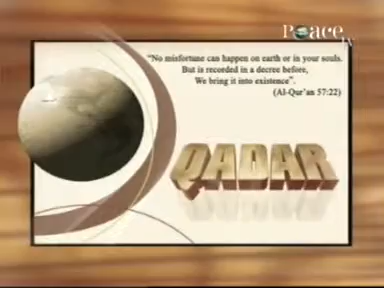 Peace TV
"No misfortune can happen on earth or in your souls.
But is recorded in a decree before,
We bring it into existence".
(Al-Qur'an 57:22)
QADAR